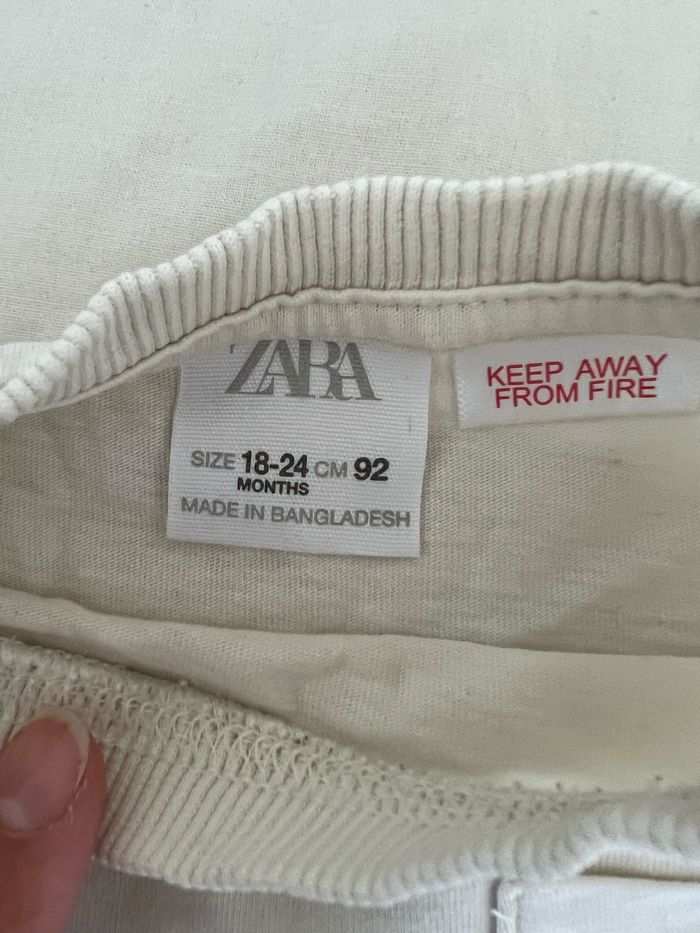 ZARA
SIZE 18-24 CM 92
MONTHS
MADE IN BANGLADESH
KEEP AWAY
FROM FIRE